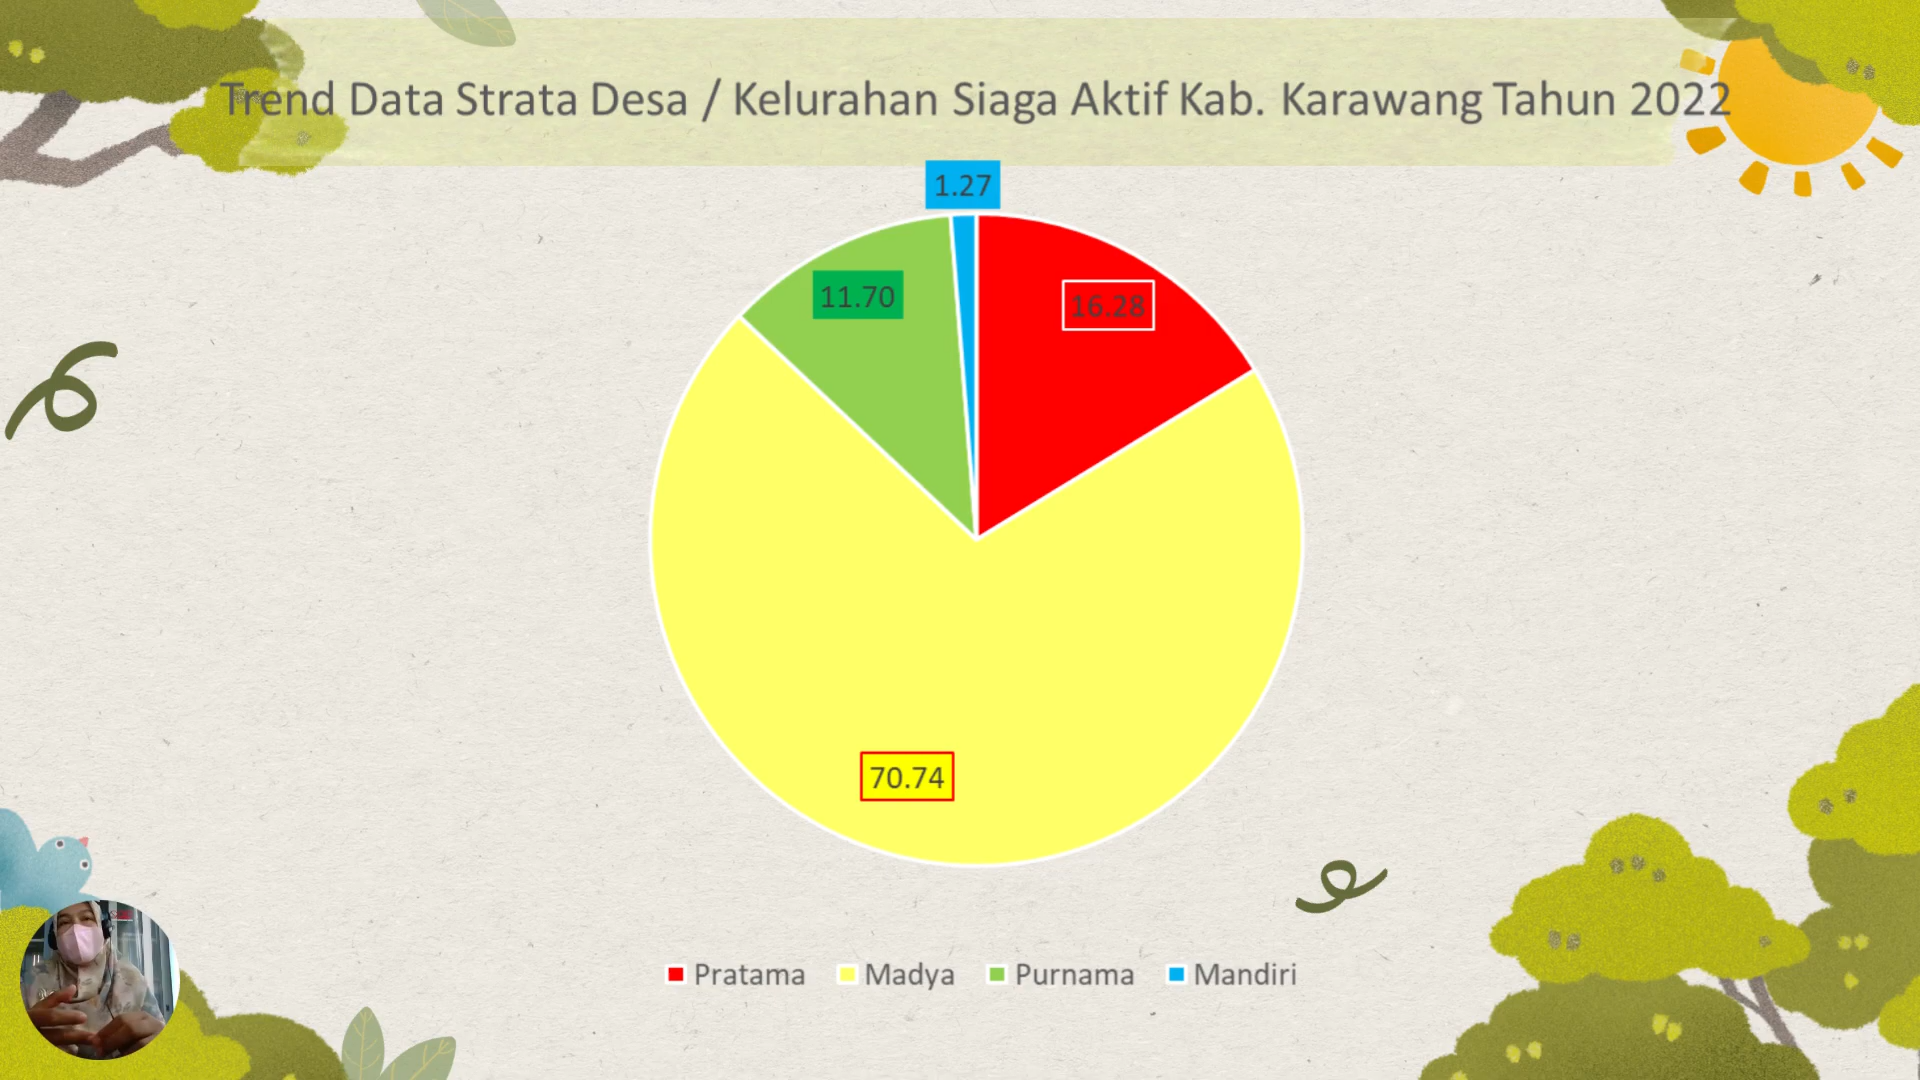 Trend Data Strata Desa / Kelurahan Siaga Aktif Kab. Karawang Tahun 2022
1.27
11.70
16.28
70.74
Pratama Madya Purnama Mandiri